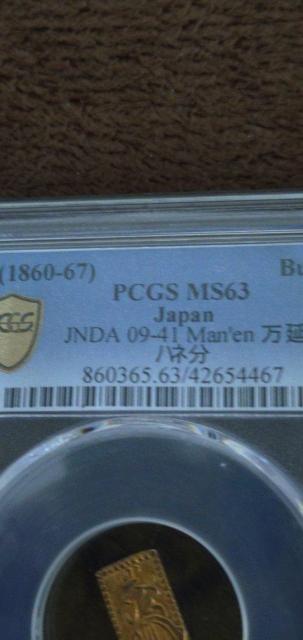 (1860-67) Bu
PCGS MS63
Japan
JNDA 09-41 Man'en 万延
ハネ分
860365.63/42654467
PCGS